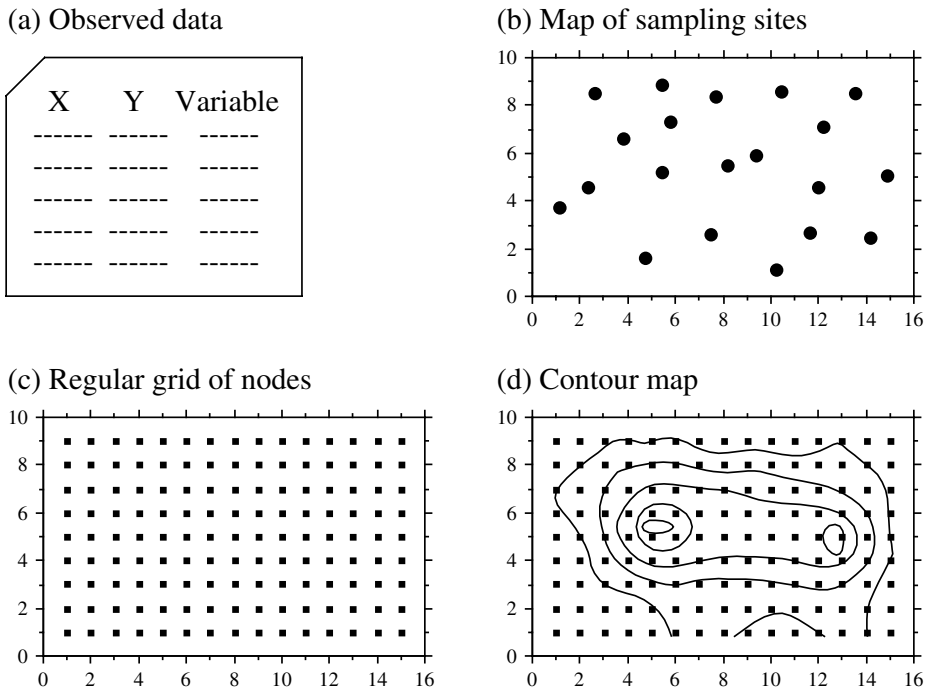 (a) Observed data
X Y Variable
(b) Map of sampling sites
10
8
6
4
2
0
0 2 4 6 8 10 12 14 16
(c) Regular grid of nodes
10
8
6
4
2
0
0 2 4 6 8 10 12 14 16
(d) Contour map
10
8
6
4
2
0
0 2 4 6 8 10 12 14 16